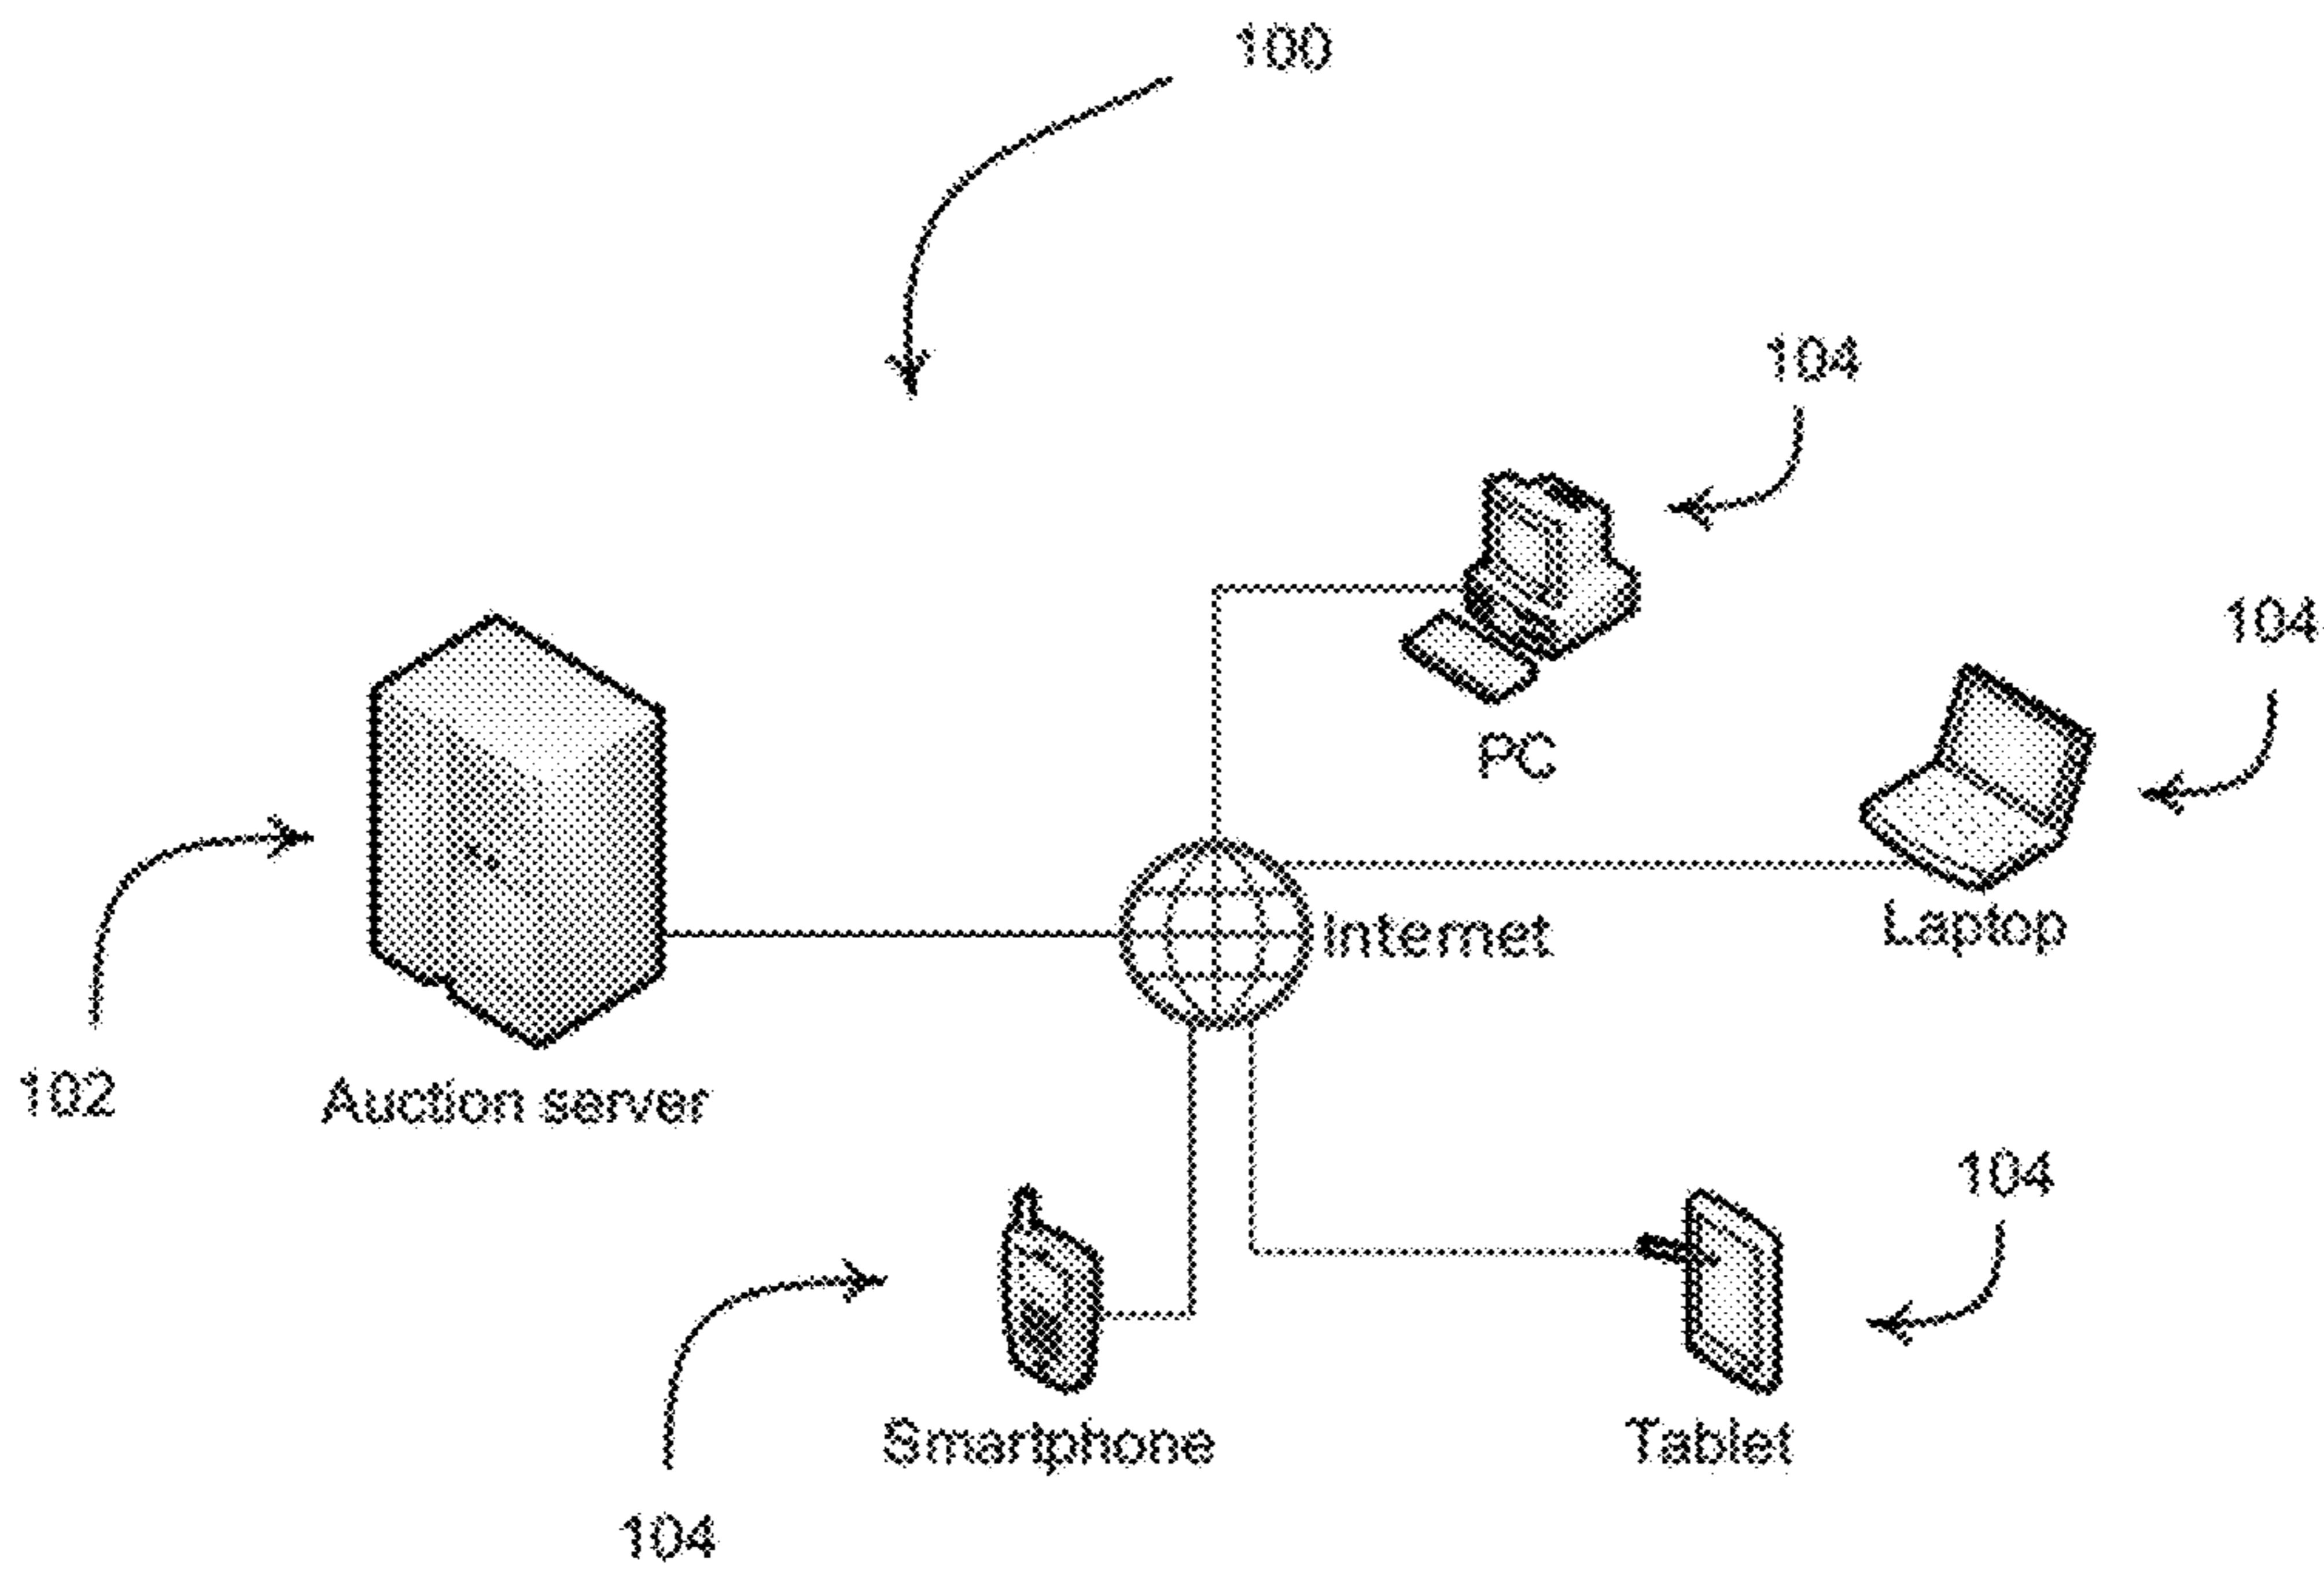 100
104
104
PC
Internet
Laptop
102
Auction server
104
Smartphone
Tablet
104